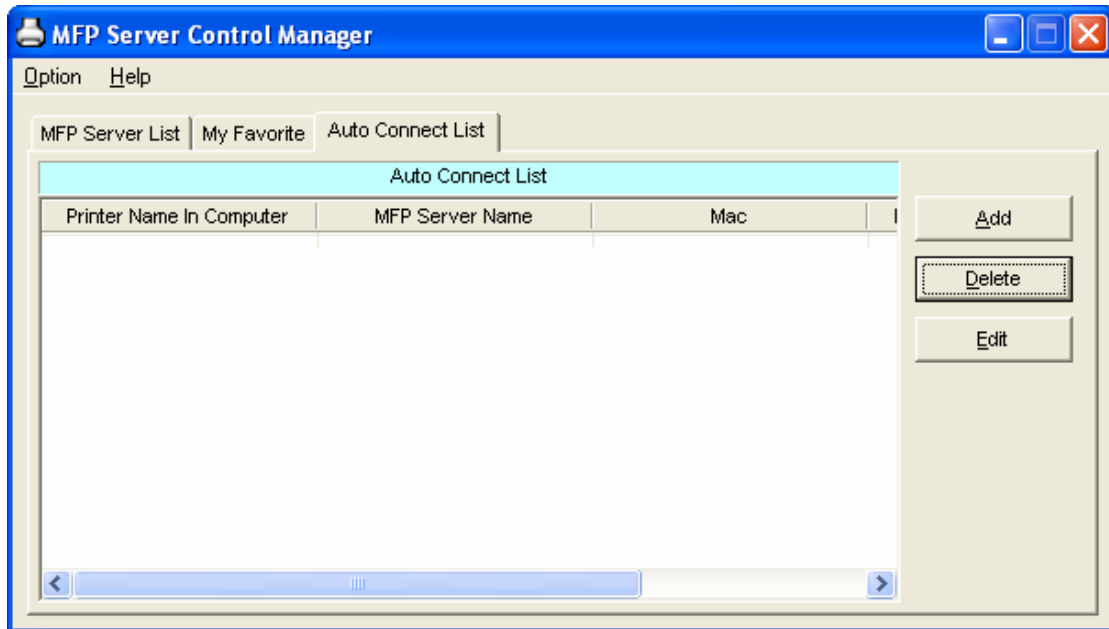 MFP Server Control Manager
Option Help
MFP Server List My Favorite Auto Connect List
Auto Connect List
Printer Name In Computer MFP Server Name Mac
Add
Delete
Edit